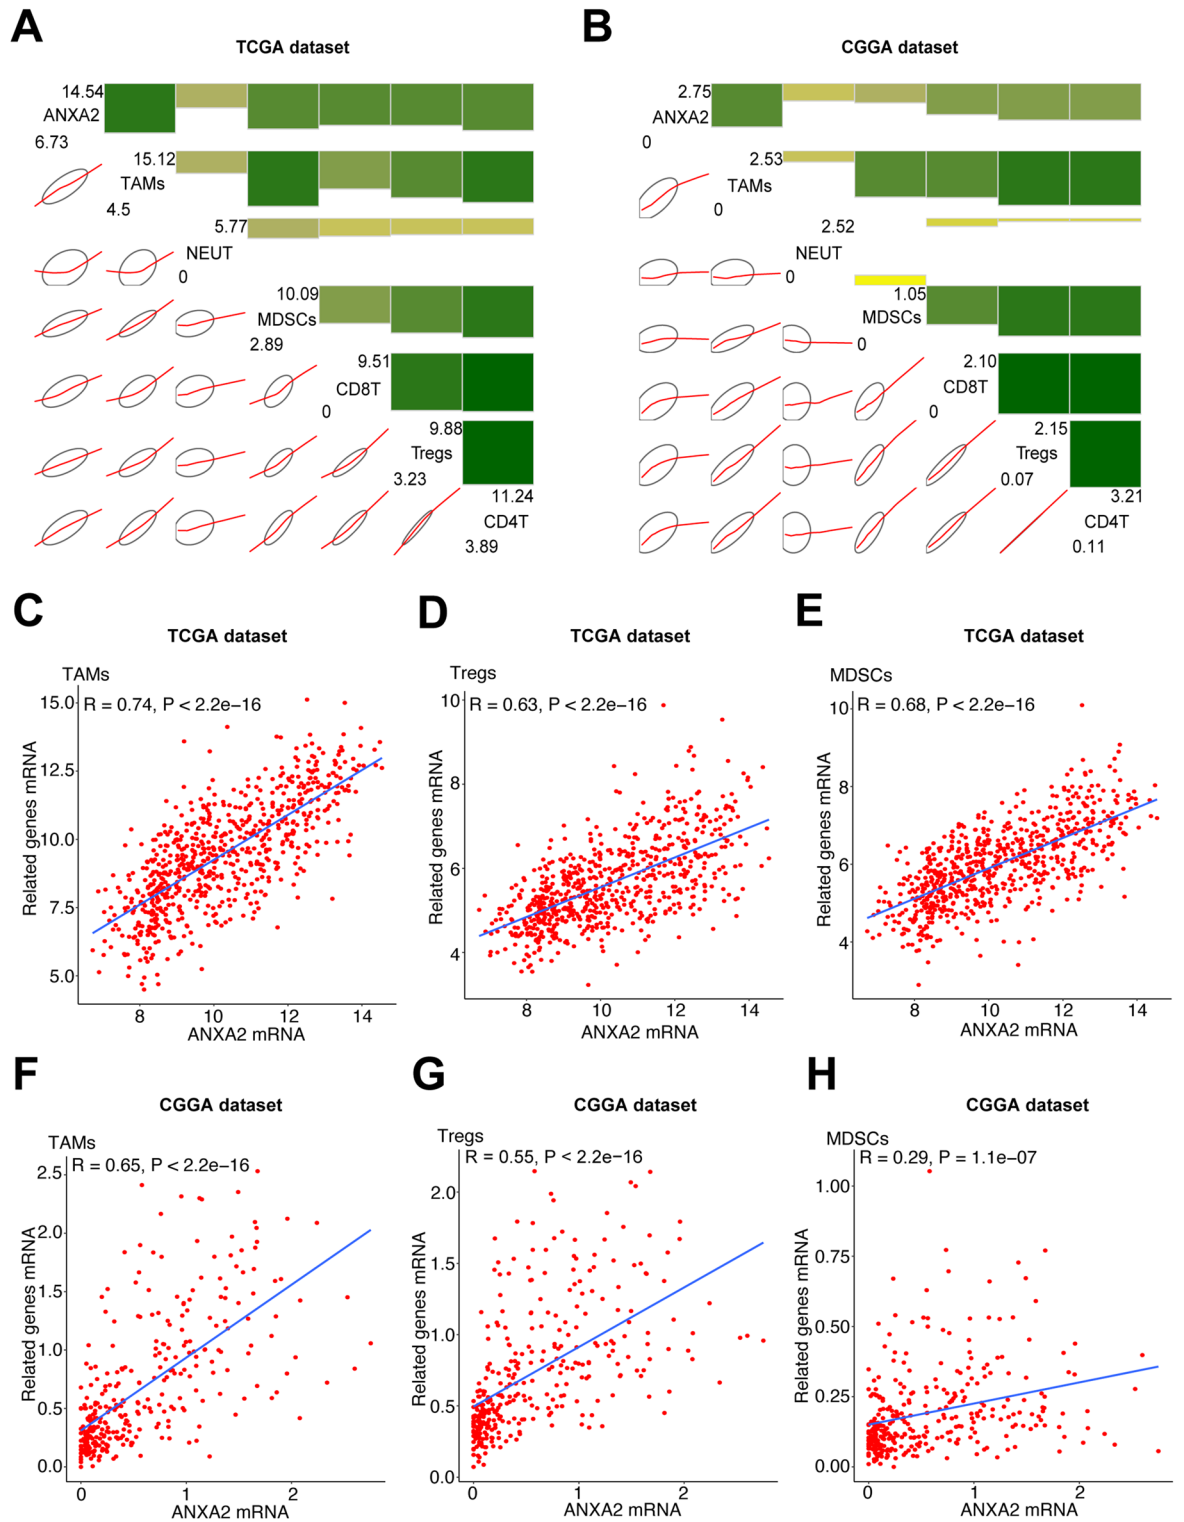 A
TCGA dataset
14.54
ANXA2
6.73
15.12
TAMs
4.5
5.77
NEUT
0
10.09
MDSCs
2.89
9.51
CD8T
0
9.88
Tregs
3.23
11.24
CD4T
3.89
B
CGGA dataset
2.75
ANXA2
0
2.53
TAMs
0
2.52
NEUT
0
1.05
MDSCs
0
2.10
CD8T
0
2.15
Tregs
0.07
3.21
CD4T
0.11
C
TCGA dataset
TAMs
R = 0.74, P < 2.2e−16
Related genes mRNA
15.0
12.5
10.0
7.5
5.0
8 10 12 14
ANXA2 mRNA
D
TCGA dataset
Tregs
R = 0.63, P < 2.2e−16
Related genes mRNA
10
8
6
4
8 10 12 14
ANXA2 mRNA
E
TCGA dataset
MDSCs
R = 0.68, P < 2.2e−16
Related genes mRNA
10
8
6
4
8 10 12 14
ANXA2 mRNA
F
CGGA dataset
TAMs
R = 0.65, P < 2.2e−16
Related genes mRNA
2.5
2.0
1.5
1.0
0.5
0.0
0 1 2
ANXA2 mRNA
G
CGGA dataset
Tregs
R = 0.55, P < 2.2e−16
Related genes mRNA
2.0
1.5
1.0
0.5
0.0
0 1 2
ANXA2 mRNA
H
CGGA dataset
MDSCs
R = 0.29, P = 1.1e−07
Related genes mRNA
1.00
0.75
0.50
0.25
0.00
0 1 2
ANXA2 mRNA